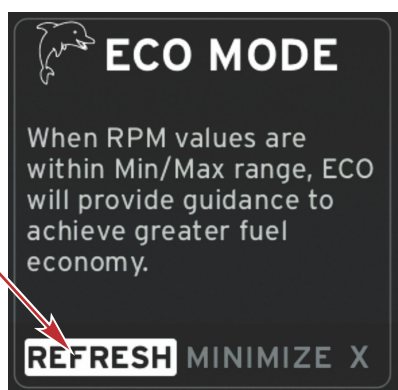 ECO MODE
When RPM values are
within Min/Max range, ECO
will provide guidance to
achieve greater fuel
economy.
REFRESH MINIMIZE X